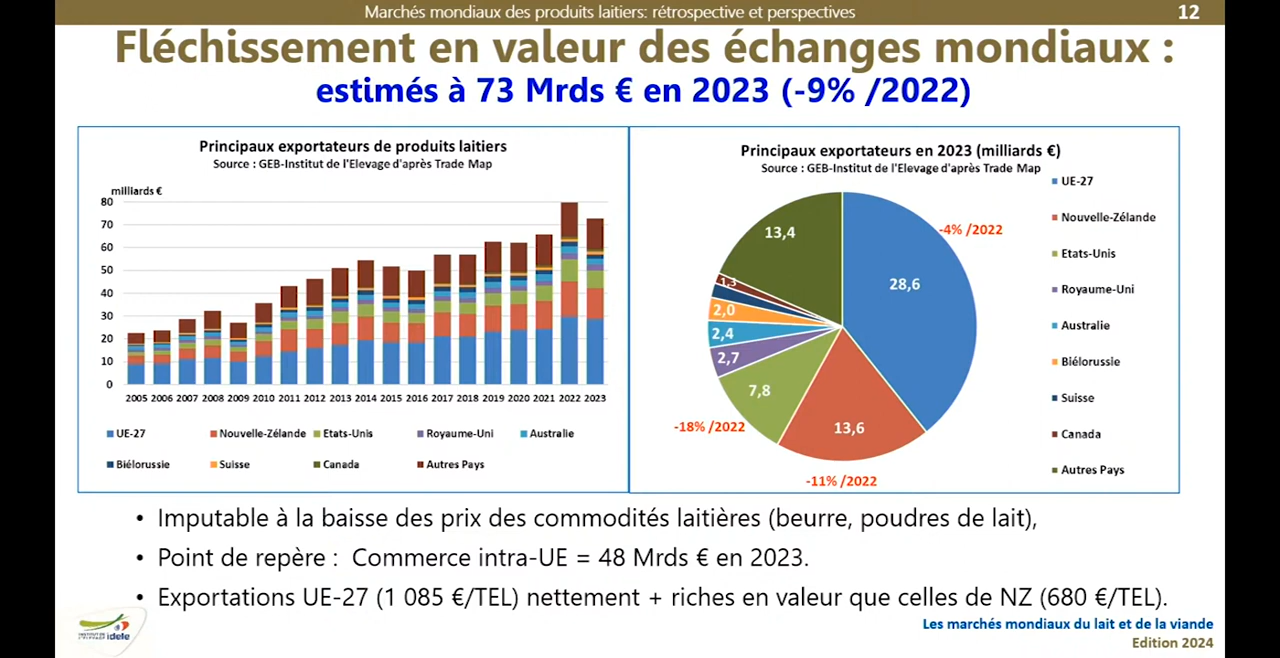 Marchés mondiaux des produits laitiers: rétrospective et perspectives
12
Fléchissement en valeur des échanges mondiaux :
estimés à 73 Mrds € en 2023 (-9% /2022)
Principaux exportateurs de produits laitiers
Source : GEB-Institut de l'Elevage d'après Trade Map
milliards €
80
70
60
50
40
30
20
10
0
2005 2006 2007 2008 2009 2010 2011 2012 2013 2014 2015 2016 2017 2018 2019 2020 2021 2022 2023
UE-27 Nouvelle-Zélande Etats-Unis Royaume-Uni Australie
Biélorussie Suisse Canada Autres Pays
Principaux exportateurs en 2023 (milliards €)
Source : GEB-Institut de l'Elevage d'après Trade Map
UE-27
Nouvelle-Zélande
Etats-Unis
Royaume-Uni
Australie
Biélorussie
Suisse
Canada
Autres Pays
13,4
-4% /2022
28,6
1,3
2,0
2,4
2,7
7,8
-18% /2022
13,6
-11% /2022
• Imputable à la baisse des prix des commodités laitières (beurre, poudres de lait),
• Point de repère : Commerce intra-UE = 48 Mrds € en 2023.
• Exportations UE-27 (1 085 €/TEL) nettement + riches en valeur que celles de NZ (680 €/TEL).
idele
Les marchés mondiaux du lait et de la viande
Edition 2024